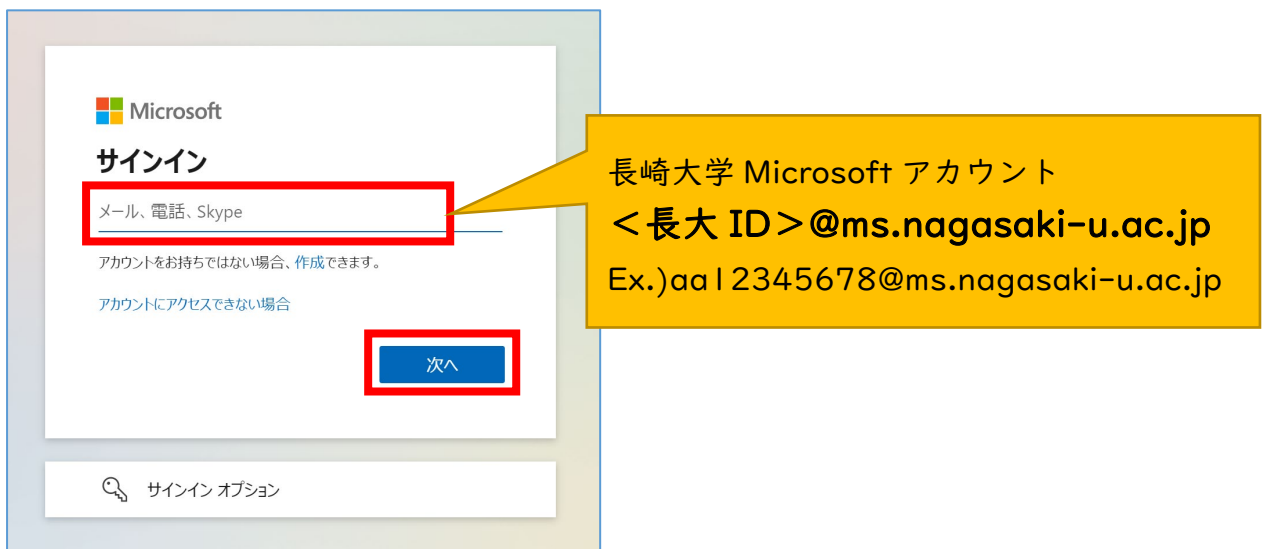 Microsoft
サインイン
メール、電話、Skype
アカウントをお持ちではない場合、作成できます。
アカウントにアクセスできない場合
次へ
サインイン オプション
長崎大学 Microsoft アカウント
＜長大 ID＞@ms.nagasaki-u.ac.jp
Ex.)aa12345678@ms.nagasaki-u.ac.jp